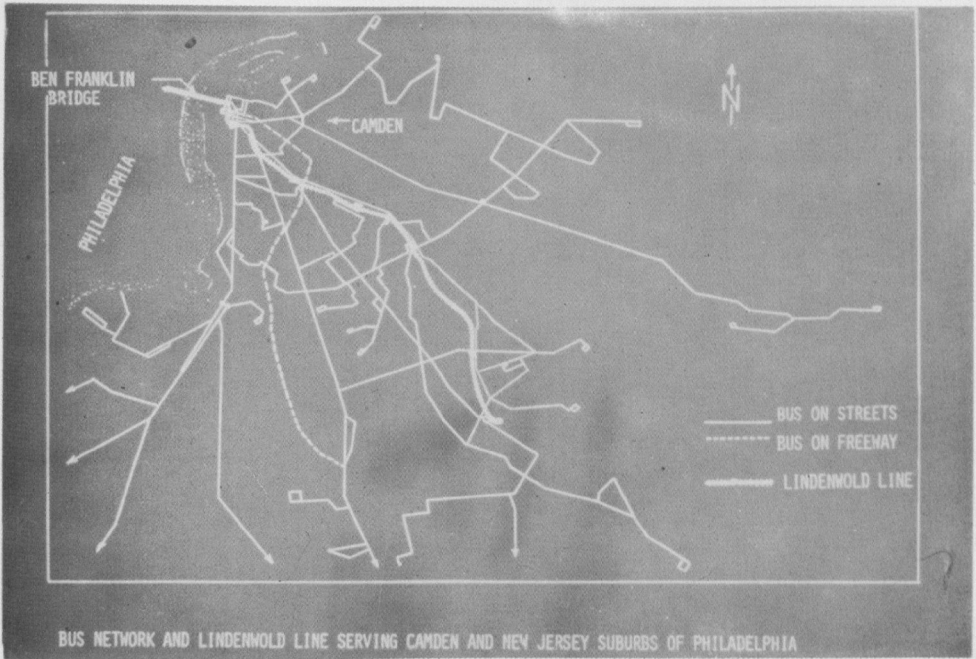 BEN FRANKLIN
BRIDGE
N
CAMDEN
PHILADELPHIA
BUS ON STREETS
BUS ON FREEWAY
LINDENWOLD LINE
BUS NETWORK AND LINDENWOLD LINE SERVING CAMDEN AND NEW JERSEY SUBURBS OF PHILADELPHIA